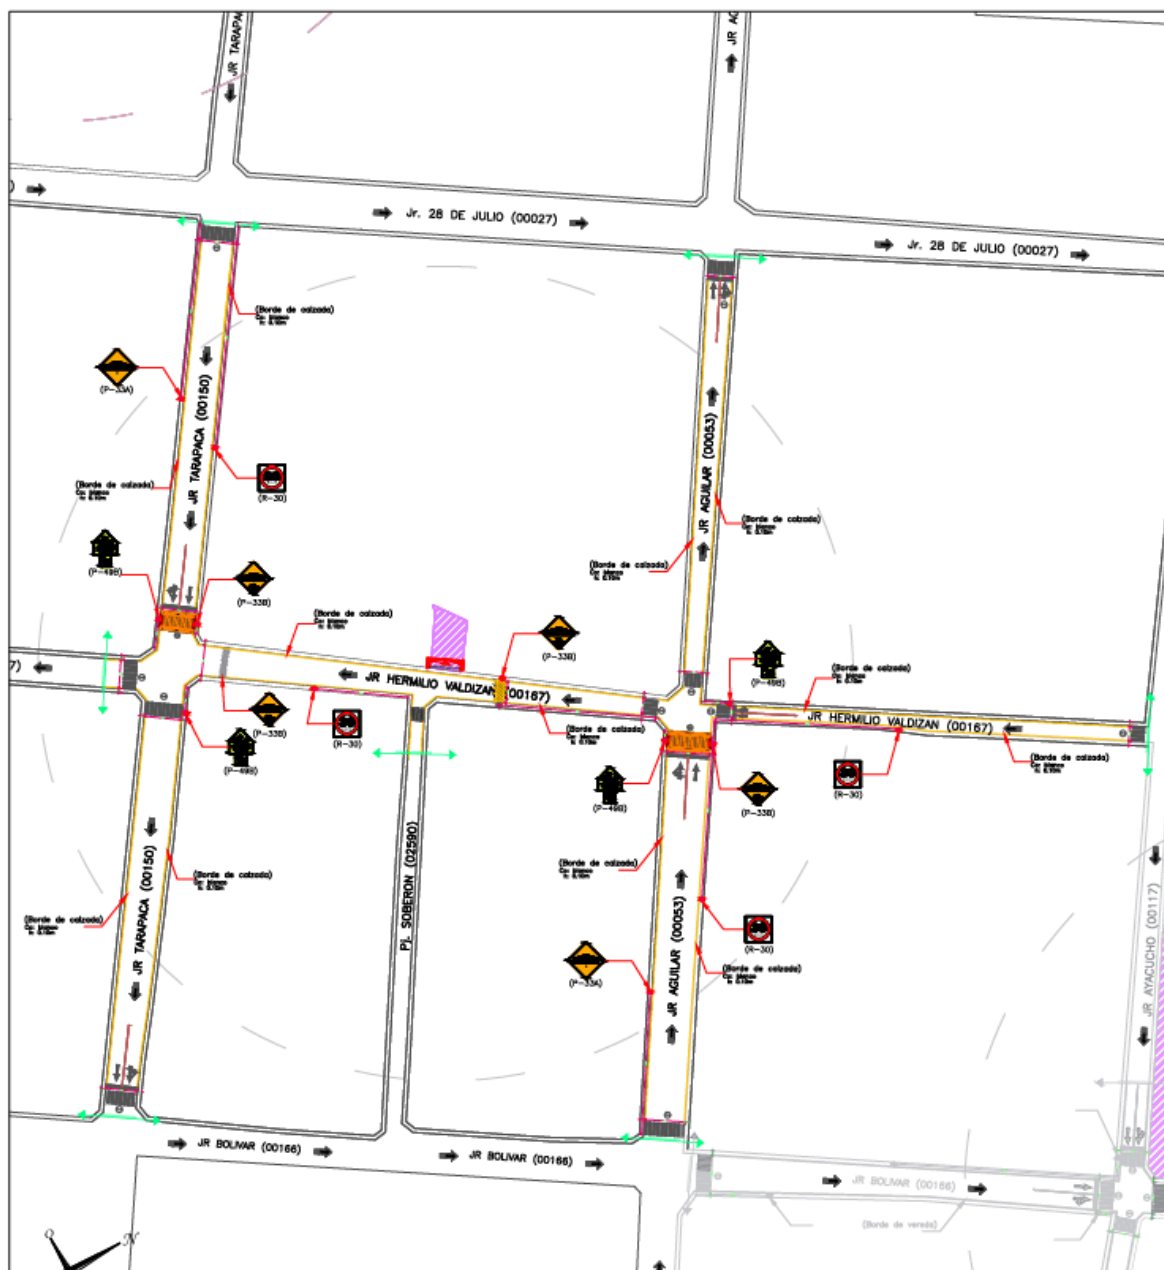 JR TARAPAC
JR AG
)
Jr. 28 DE JULIO (00027)
Jr. 28 DE JULIO (00027)
(Borde de calzada)
(P-33A)
JR TARAPACA (00150)
JR AGUILAR (00053)
(R-30)
(Borde de calzada)
(Borde de calzada)
(Borde de calzada)
(P-49B)
(P-33B)
(Borde de calzada)
(P-33B)
7)
JR HERMILIO VALDIZAN (00167)
(P-49B)
(Borde de calzada)
JR HERMILIO VALDIZAN (00167)
(P-33B)
(R-30)
(Borde de calzada)
(Borde de calzada)
(P-49B)
(R-30)
(P-49B)
(P-33B)
JR TARAPACA (00150)
(Borde de calzada)
PJ. SOBERON (02590)
(Borde de calzada)
JR AGUILAR (00053)
(Borde de calzada)
(R-30)
(P-33A)
(Borde de calzada)
JR AYACUCHO (00117)
JR BOLIVAR (00166)
JR BOLIVAR (00166)
JR BOLIVAR (00166)
(Borde de vereda)
O
N